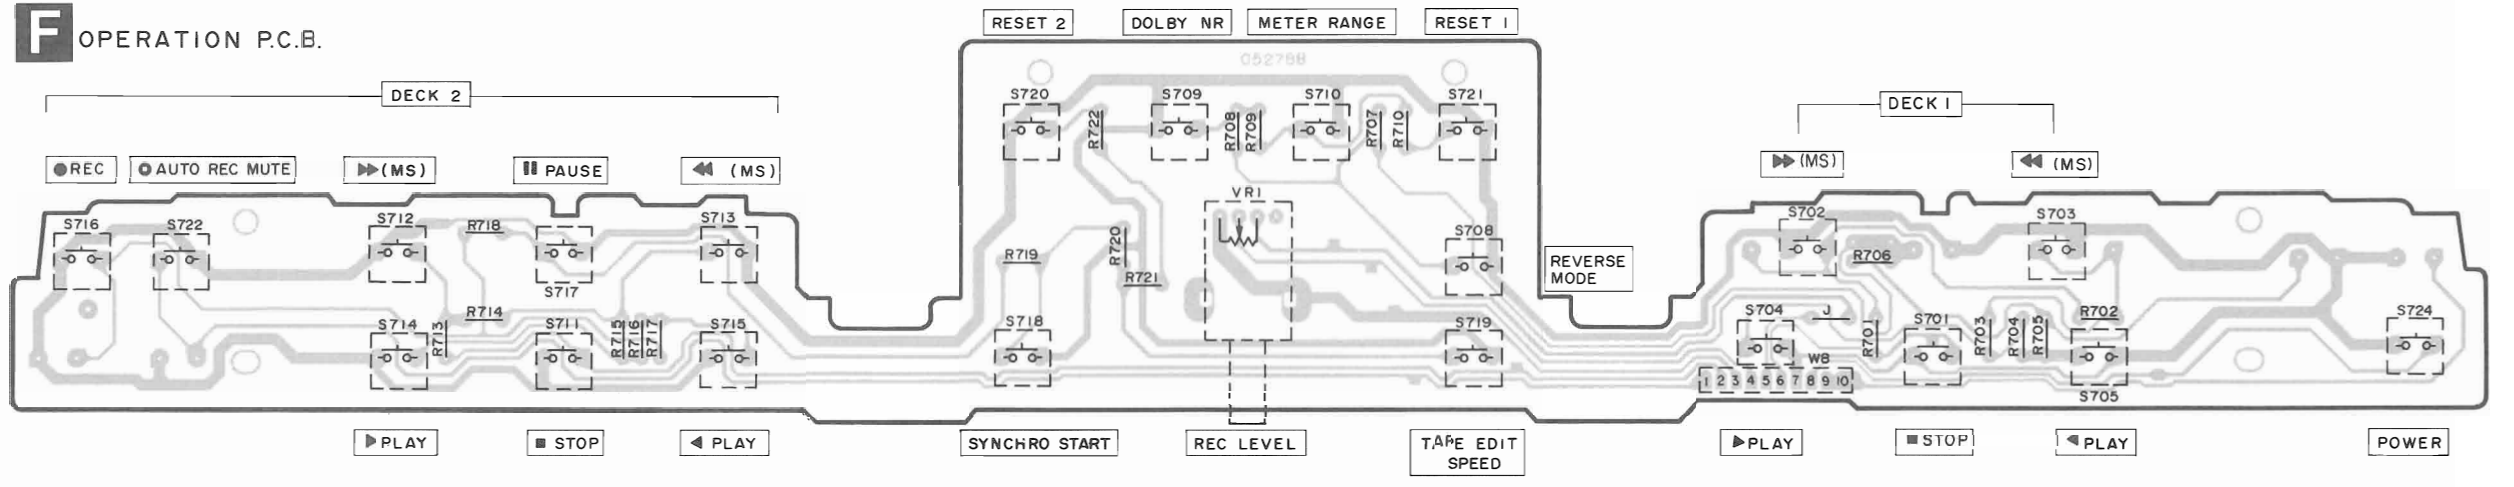 F OPERATION P.C.B.
RESET 2
DOLBY NR
METER RANGE
RESET 1
052768
DECK 2
DECK 1
●REC
AUTO REC MUTE
▶▶(MS)
PAUSE
◀◀ (MS)
▶▶(MS)
◀◀ (MS)
S720
R722
S709
R708
R709
S710
R707
R710
S721
VR1
S716
S722
S712
R718
S717
S713
R719
R720
R721
S708
REVERSE
MODE
S702
R706
S703
S714
R713
R714
S711
R715
R716
R717
S715
S718
S719
S704
J
R701
S701
R703
R704
R705
R702
S705
S724
W8
1 2 3 4 5 6 7 8 9 10
▶PLAY
■ STOP
◀ PLAY
SYNCHRO START
REC LEVEL
TAPE EDIT
SPEED
▶PLAY
■STOP
◀PLAY
POWER